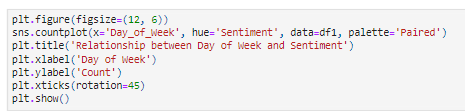 plt.figure(figsize=(12, 6))
sns.countplot(x='Day_of_Week', hue='Sentiment', data=df1, palette='Paired')
plt.title('Relationship between Day of Week and Sentiment')
plt.xlabel('Day of Week')
plt.ylabel('Count')
plt.xticks(rotation=45)
plt.show()